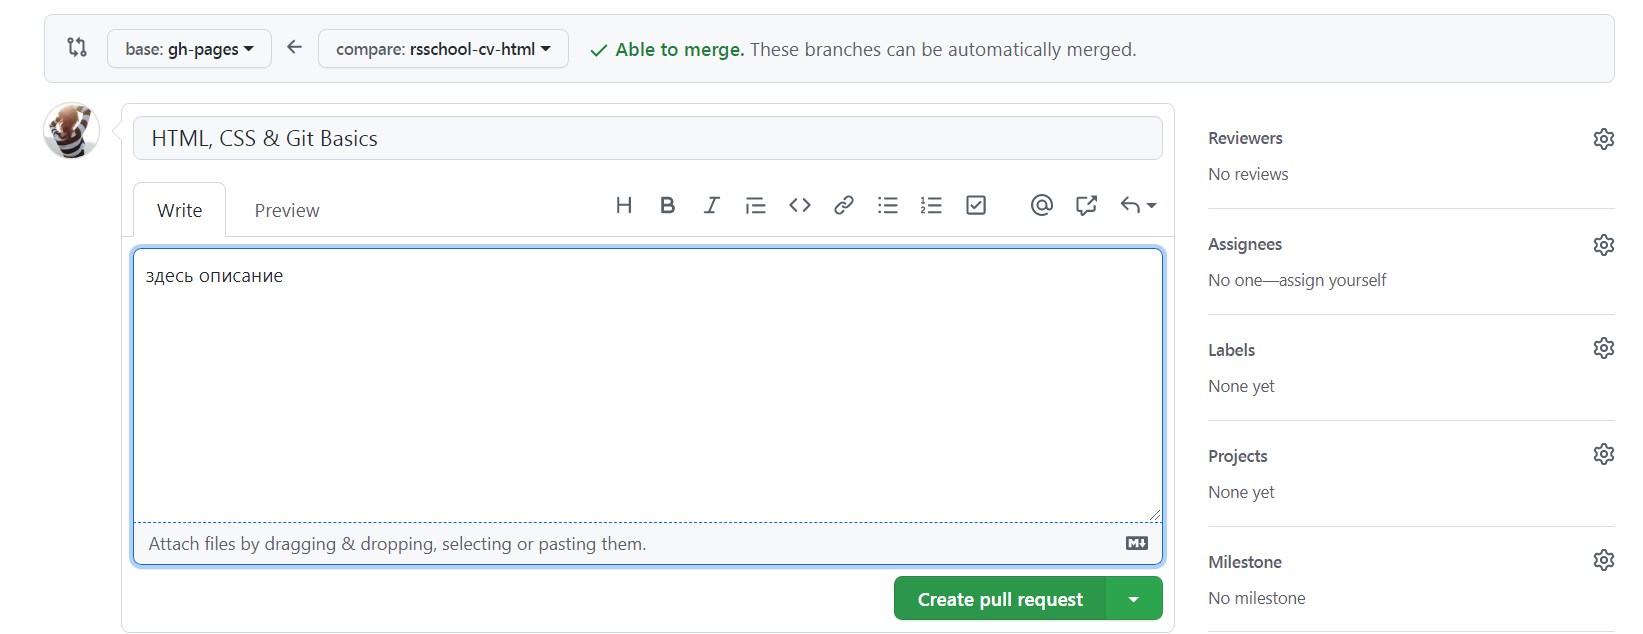 base: gh-pages compare: rsschool-cv-html Able to merge. These branches can be automatically merged.
HTML, CSS & Git Basics
Write Preview
здесь описание
Attach files by dragging & dropping, selecting or pasting them.
Create pull request
Reviewers
No reviews
Assignees
No one—assign yourself
Labels
None yet
Projects
None yet
Milestone
No milestone